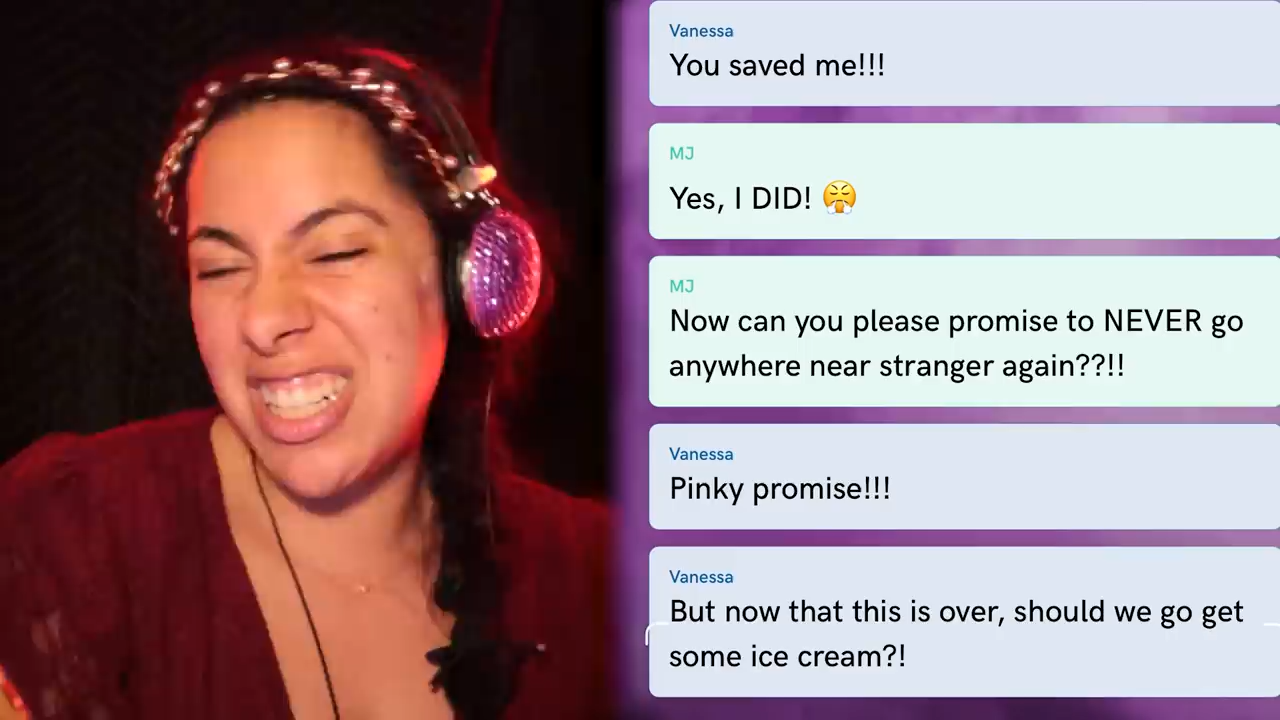 Vanessa
You saved me!!!
MJ
Yes, I DID! 😤
MJ
Now can you please promise to NEVER go
anywhere near stranger again??!!
Vanessa
Pinky promise!!!
Vanessa
But now that this is over, should we go get
some ice cream?!